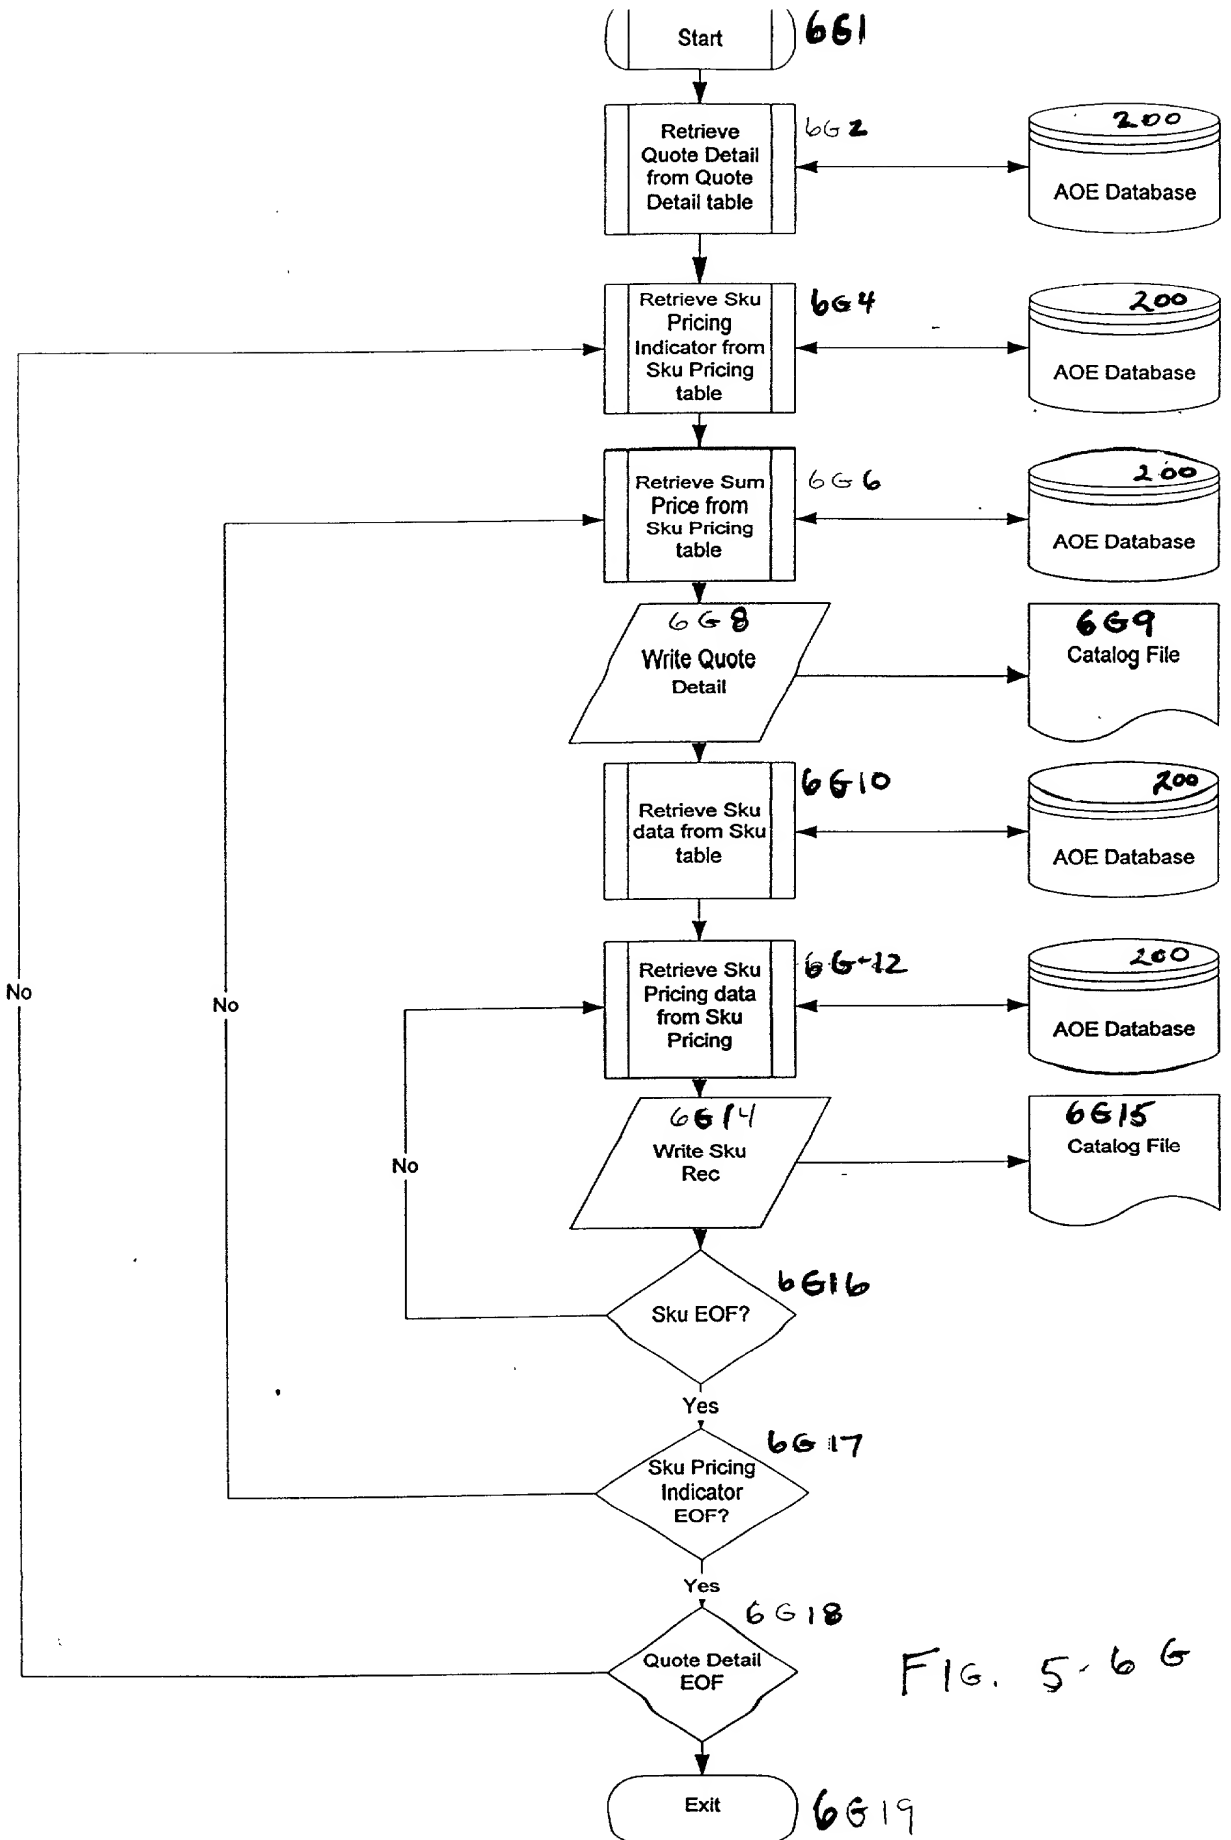 Start
6G1
Retrieve
Quote Detail
from Quote
Detail table
6G2
200
AOE Database
Retrieve Sku
Pricing
Indicator from
Sku Pricing
table
6G4
200
AOE Database
Retrieve Sum
Price from
Sku Pricing
table
6G6
200
AOE Database
6G8
Write Quote
Detail
6G9
Catalog File
Retrieve Sku
data from Sku
table
6G10
200
AOE Database
Retrieve Sku
Pricing data
from Sku
Pricing
6G-12
200
AOE Database
No
No
No
6G14
Write Sku
Rec
6G15
Catalog File
Sku EOF?
6G16
Yes
Sku Pricing
Indicator
EOF?
6G17
Yes
Quote Detail
EOF
6G18
FIG. 5-6 G
Exit
6G19